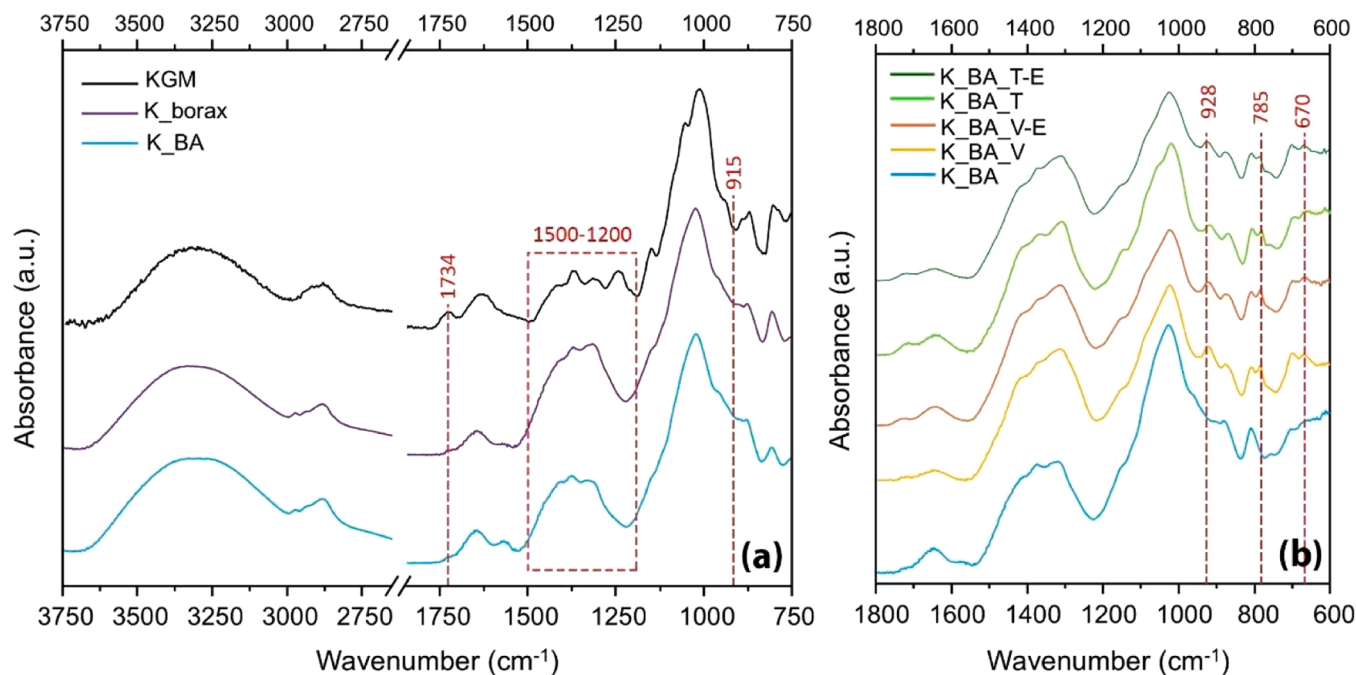 3750 3500 3250 3000 2750 1750 1500 1250 1000 750
KGM
K_borax
K_BA
1734
1500-1200
915
Absorbance (a.u.)
(a)
3750 3500 3250 3000 2750 1750 1500 1250 1000 750
Wavenumber (cm⁻¹)
1800 1600 1400 1200 1000 800 600
K_BA_T-E
K_BA_T
K_BA_V-E
K_BA_V
K_BA
928
785
670
Absorbance (a.u.)
(b)
1800 1600 1400 1200 1000 800 600
Wavenumber (cm⁻¹)